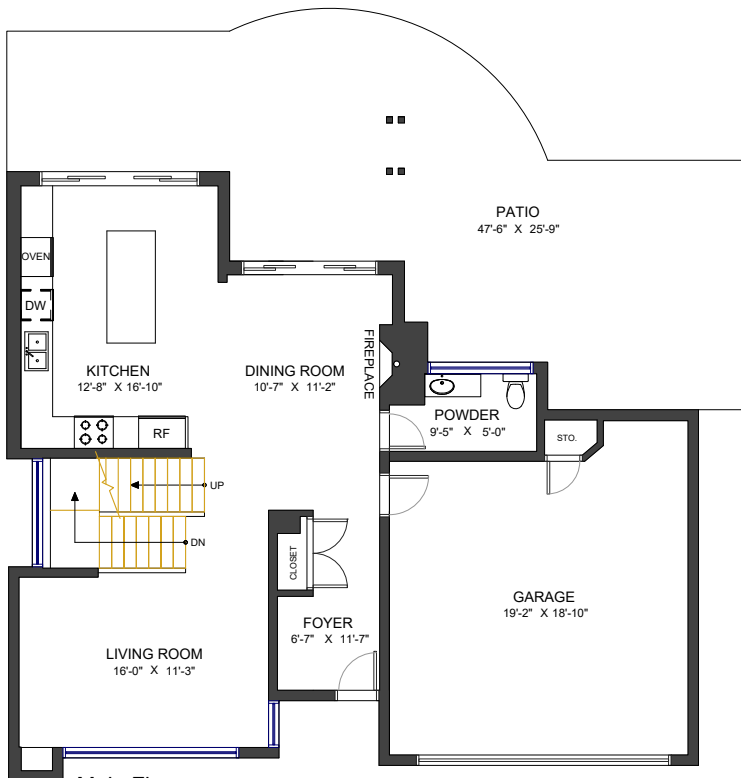 PATIO
47'-6" X 25'-9"
OVEN
DW
KITCHEN
12'-8" X 16'-10"
DINING ROOM
10'-7" X 11'-2"
FIREPLACE
POWDER
9'-5" X 5'-0"
RF
STO.
UP
DN
CLOSET
GARAGE
19'-2" X 18'-10"
FOYER
6'-7" X 11'-7"
LIVING ROOM
16'-0" X 11'-3"